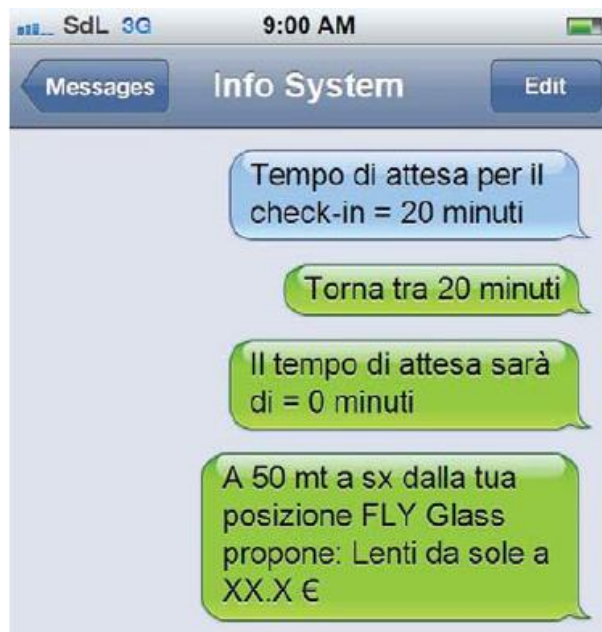 SdL 3G 9:00 AM
Messages Info System Edit
Tempo di attesa per il
check-in = 20 minuti
Torna tra 20 minuti
Il tempo di attesa sarà
di = 0 minuti
A 50 mt a sx dalla tua
posizione FLY Glass
propone: Lenti da sole a
XX.X €